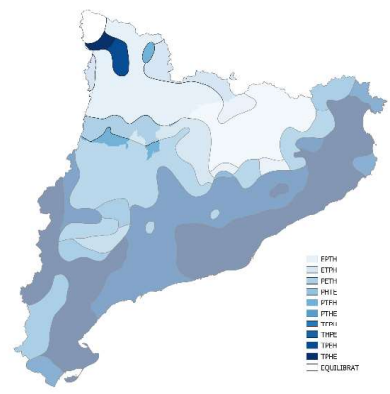 EPTH
ETPH
PETH
PHTE
PTEH
PTHE
TEPH
THPE
TPEH
TPHE
EQUILIBRAT